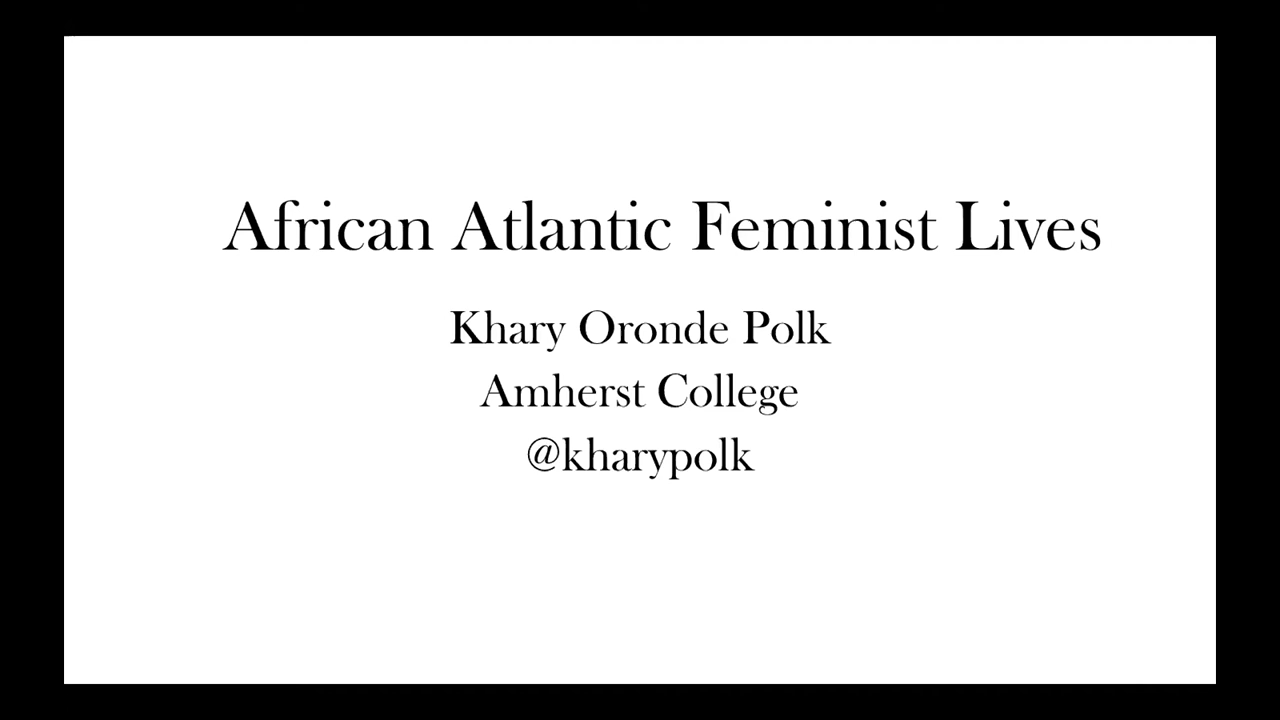 African Atlantic Feminist Lives
Khary Oronde Polk
Amherst College
@kharypolk